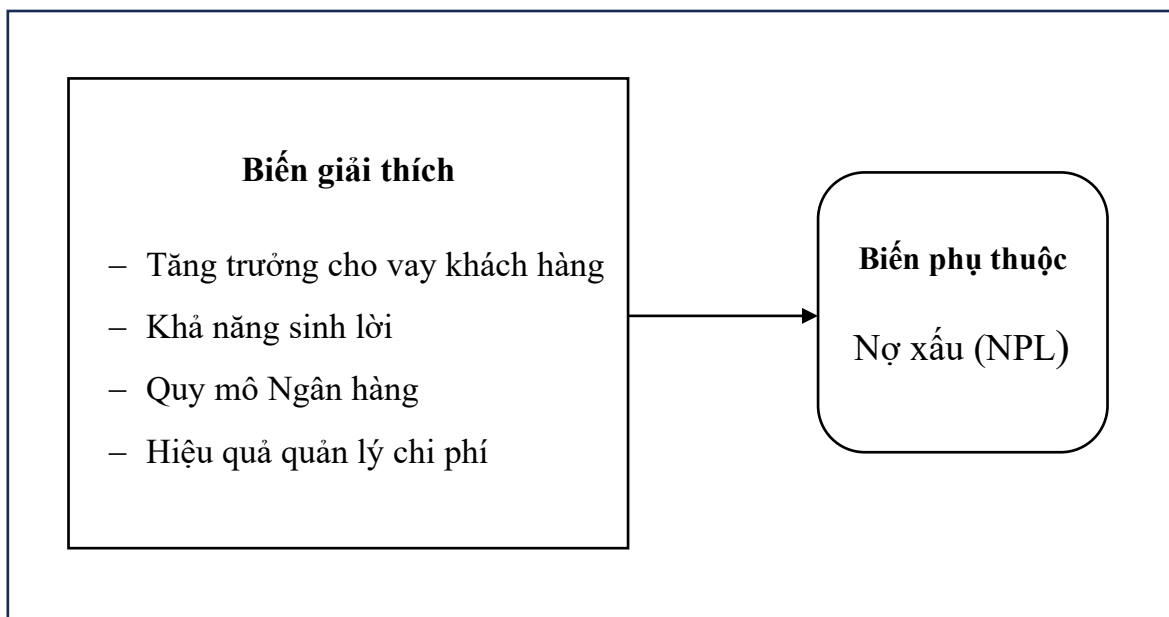 Biến giải thích
– Tăng trưởng cho vay khách hàng
– Khả năng sinh lời
– Quy mô Ngân hàng
– Hiệu quả quản lý chi phí
Biến phụ thuộc
Nợ xấu (NPL)